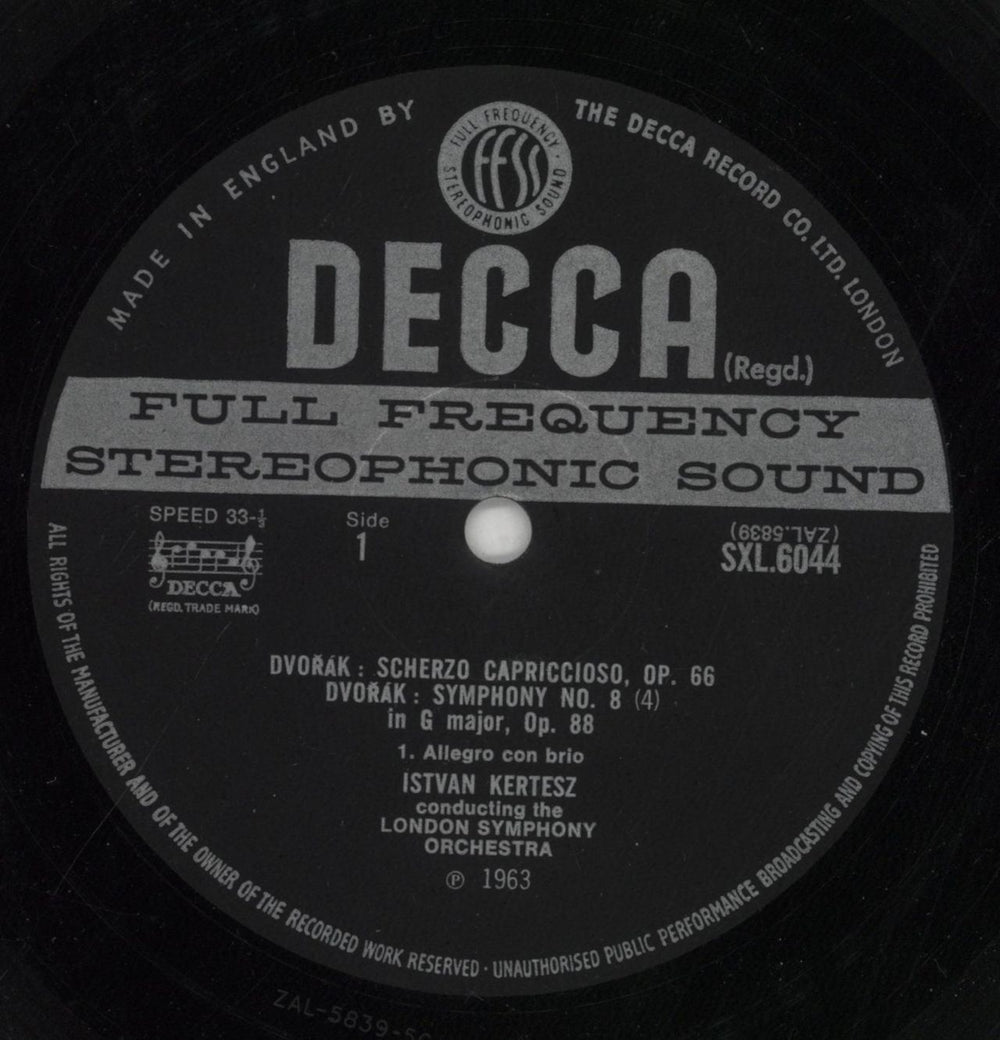 MADE IN ENGLAND BY
THE DECCA RECORD CO. LTD. LONDON
FULL FREQUENCY
ffss
STEREOPHONIC SOUND
DECCA
(Regd.)
FULL FREQUENCY
STEREOPHONIC SOUND
SPEED 33-⅓
DECCA
(REGD. TRADE MARK)
Side
1
(ZAL.5839)
SXL.6044
DVOŘÁK : SCHERZO CAPRICCIOSO, OP. 66
DVOŘÁK : SYMPHONY NO. 8 (4)
in G major, Op. 88
1. Allegro con brio
ISTVAN KERTESZ
conducting the
LONDON SYMPHONY
ORCHESTRA
℗ 1963
ALL RIGHTS OF THE MANUFACTURER AND OF THE OWNER OF THE RECORDED WORK RESERVED · UNAUTHORISED PUBLIC PERFORMANCE BROADCASTING AND COPYING OF THIS RECORD PROHIBITED